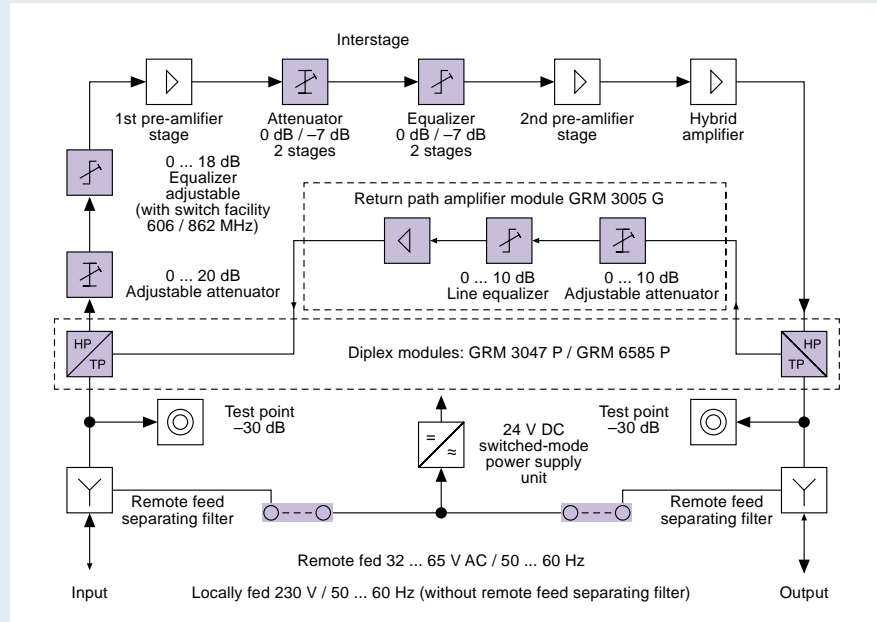 Interstage
1st pre-amlifier
stage
Attenuator
0 dB / –7 dB
2 stages
Equalizer
0 dB / –7 dB
2 stages
2nd pre-amlifier
stage
Hybrid
amplifier
0 ... 18 dB
Equalizer
adjustable
(with switch facility
606 / 862 MHz)
Return path amplifier module GRM 3005 G
0 ... 20 dB
Adjustable attenuator
0 ... 10 dB
Line equalizer
0 ... 10 dB
Adjustable attenuator
HP
TP
Diplex modules: GRM 3047 P / GRM 6585 P
HP
TP
Test point
–30 dB
= 
≈
24 V DC
switched-mode
power supply
unit
Test point
–30 dB
Remote feed
separating filter
Remote feed
separating filter
Remote fed 32 ... 65 V AC / 50 ... 60 Hz
Input
Locally fed 230 V / 50 ... 60 Hz (without remote feed separating filter)
Output